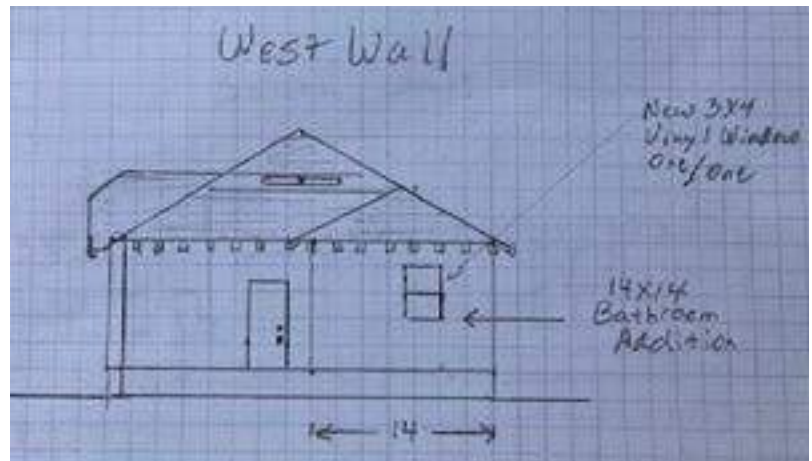 West Wall
New 3X4
Vinyl Window
One/One
14X14
Bathroom
Addition
14